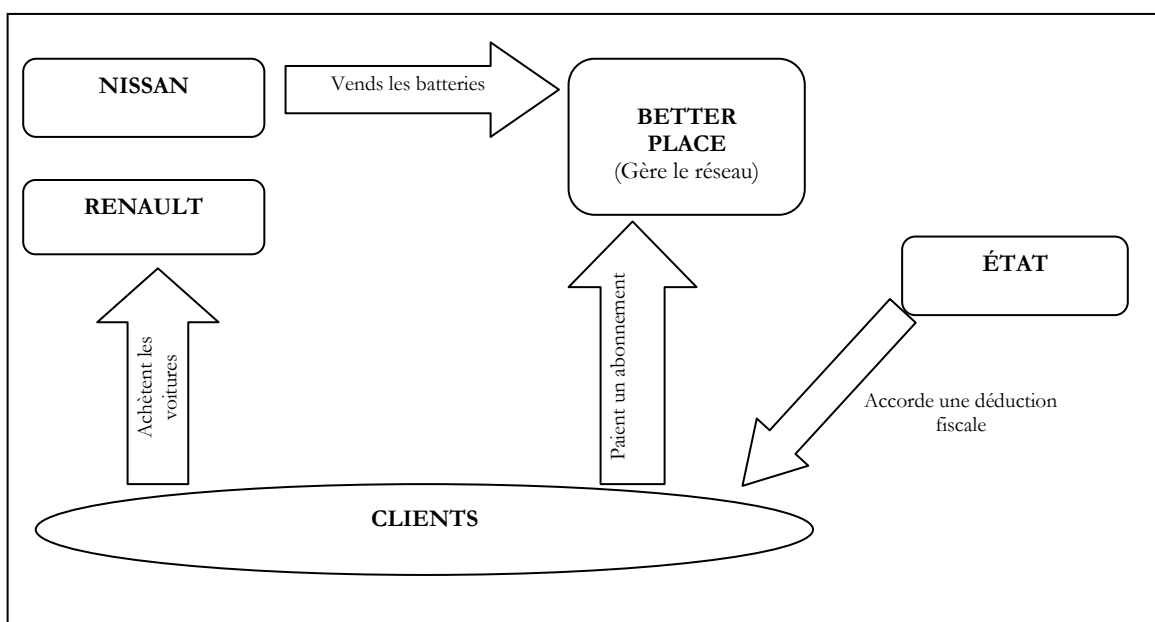 NISSAN
Vends les batteries
BETTER
PLACE
(Gère le réseau)
RENAULT
ÉTAT
Achètent les
voitures
Paient un abonnement
Accorde une déduction
fiscale
CLIENTS